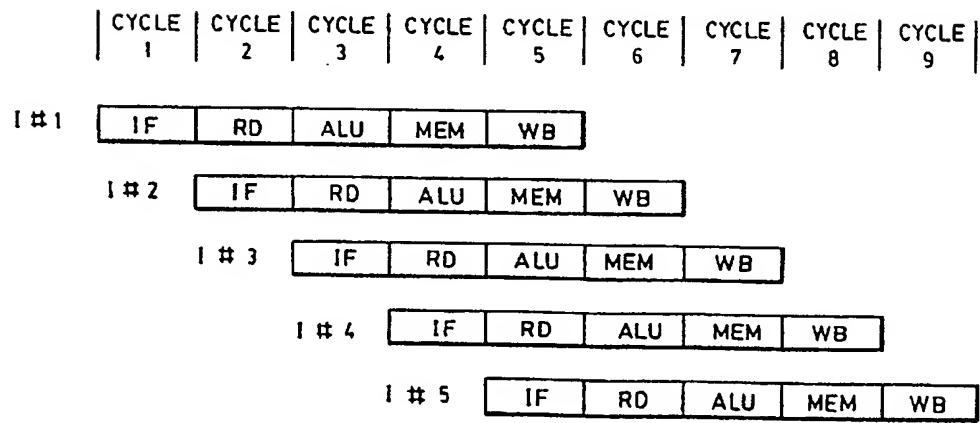 CYCLE 1 CYCLE 2 CYCLE 3 CYCLE 4 CYCLE 5 CYCLE 6 CYCLE 7 CYCLE 8 CYCLE 9
I # 1 IF RD ALU MEM WB
I # 2 IF RD ALU MEM WB
I # 3 IF RD ALU MEM WB
I # 4 IF RD ALU MEM WB
I # 5 IF RD ALU MEM WB